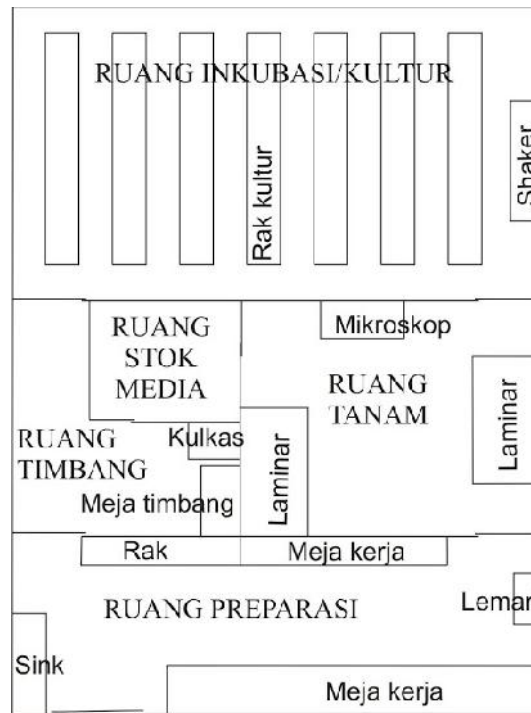 RUANG INKUBASI/KULTUR
Rak kultur
Shaker
RUANG
STOK
MEDIA
Mikroskop
RUANG
TANAM
Laminar
RUANG
TIMBANG
Kulkas
Meja timbang
Laminar
Rak
Meja kerja
RUANG PREPARASI
Lemar
Sink
Meja kerja